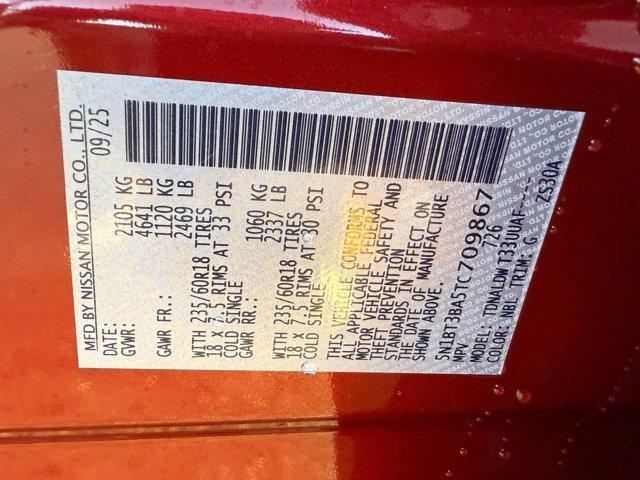 MFD BY NISSAN MOTOR CO., LTD.
DATE: 09/25
GVWR: 2105 KG
4641 LB
GAWR FR.: 1120 KG
2469 LB
WITH 235/60R18 TIRES
18 x 7.5 RIMS AT 33 PSI
COLD SINGLE
GAWR RR.: 1060 KG
2337 LB
WITH 235/60R18 TIRES
18 x 7.5 RIMS AT 30 PSI
COLD SINGLE
THIS VEHICLE CONFORMS TO
ALL APPLICABLE FEDERAL
MOTOR VEHICLE SAFETY AND
THEFT PREVENTION
STANDARDS IN EFFECT ON
THE DATE OF MANUFACTURE
SHOWN ABOVE.
5N1BT3BA5TC709867
MPV 7/26
MODEL: TDNALDW T33UUAF
COLOR: NBL TRIM: G ZS30A